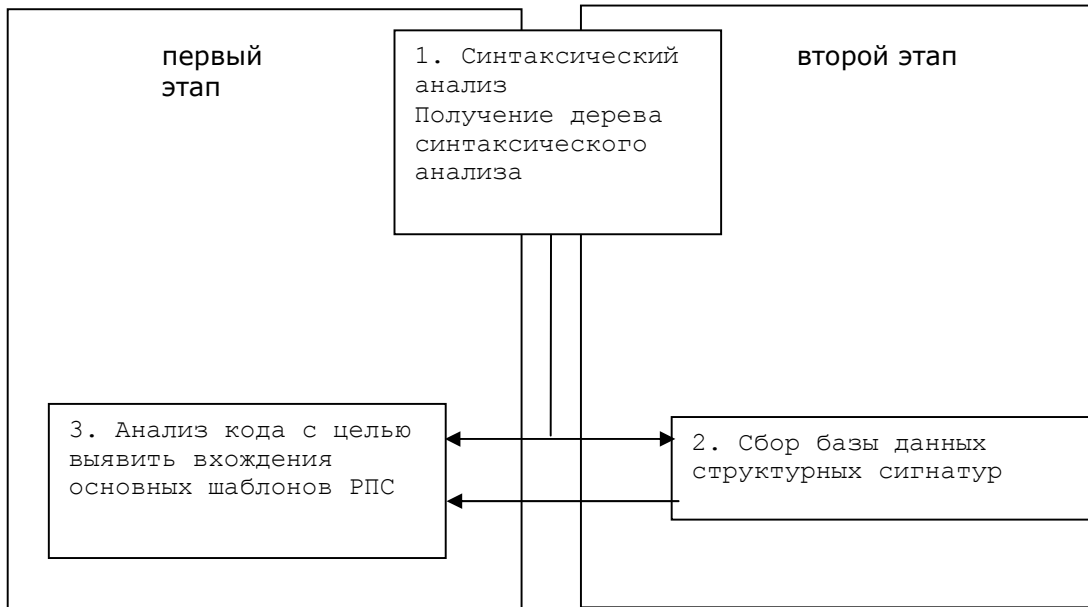 первый
этап
1. Синтаксический
анализ
Получение дерева
синтаксического
анализа
второй этап
3. Анализ кода с целью
выявить вхождения
основных шаблонов РПС
2. Сбор базы данных
структурных сигнатур